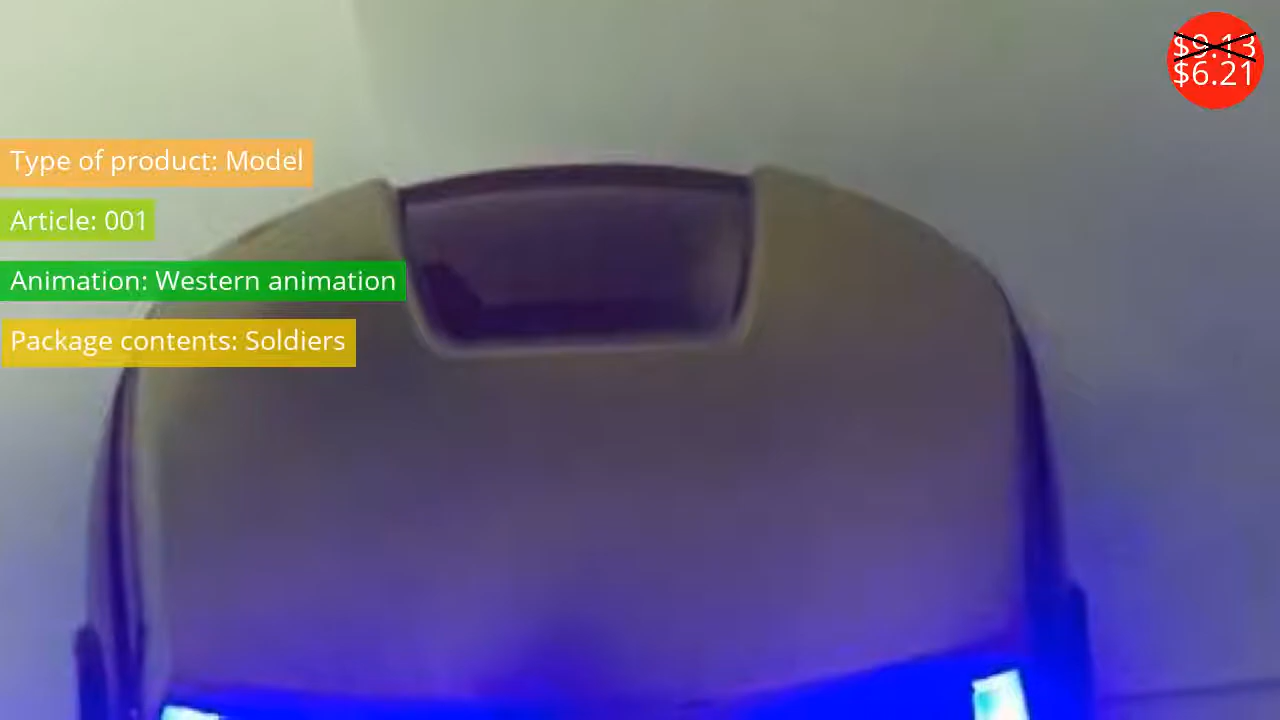 $9.13
$6.21
Type of product: Model
Article: 001
Animation: Western animation
Package contents: Soldiers